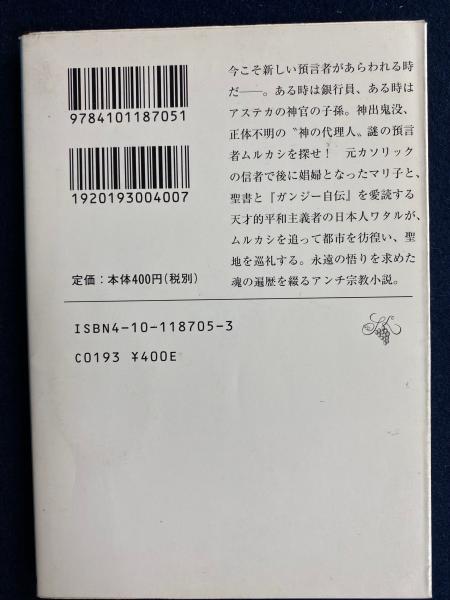 9784101187051
1920193004007
定価：本体400円(税別)
今こそ新しい預言者があらわれる時
だ――。ある時は銀行員、ある時は
アステカの神官の子孫。神出鬼没、
正体不明の〝神の代理人〟謎の預言
者ムルカシを探せ！　元カソリック
の信者で後に娼婦となったマリ子と、
聖書と『ガンジー自伝』を愛読する
天才的平和主義者の日本人ワタルが、
ムルカシを追って都市を彷徨い、聖
地を巡礼する。永遠の悟りを求めた
魂の遍歴を綴るアンチ宗教小説。
ISBN4-10-118705-3
C0193 ¥400E